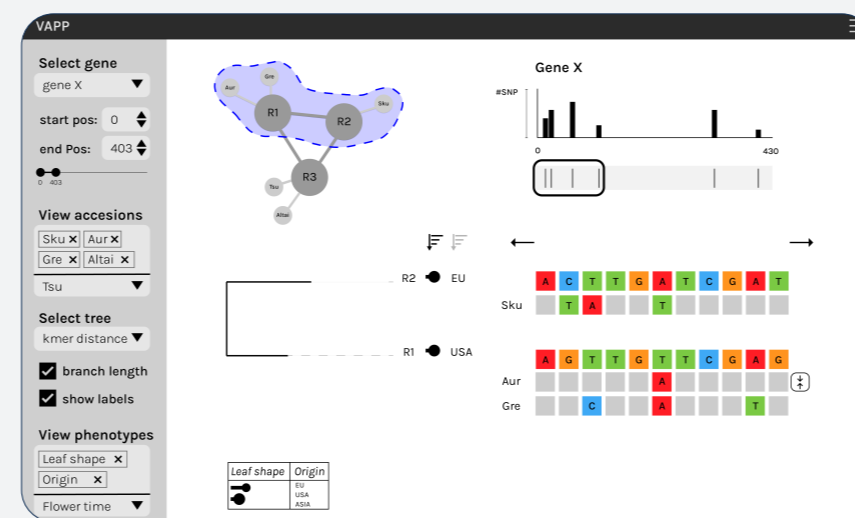 VAPP
Select gene
gene X
start pos: 0
end Pos: 403
0 403
View accesions
Sku × Aur ×
Gre × Altai ×
Tsu
Select tree
kmer distance
branch length
show labels
View phenotypes
Leaf shape ×
Origin ×
Flower time
Gre
Aur
Sku
R1
R2
R3
Tsu
Altai
Gene X
#SNP
0 430
R2 EU
R1 USA
A C T T G A T C G A T
Sku T A T
A G T T G T T C G A G
Aur A
Gre C A T
Leaf shape Origin
EU
USA
ASIA